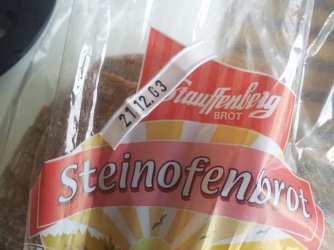 Stauffenberg
BROT
21 12. G3
Steinofenbrot